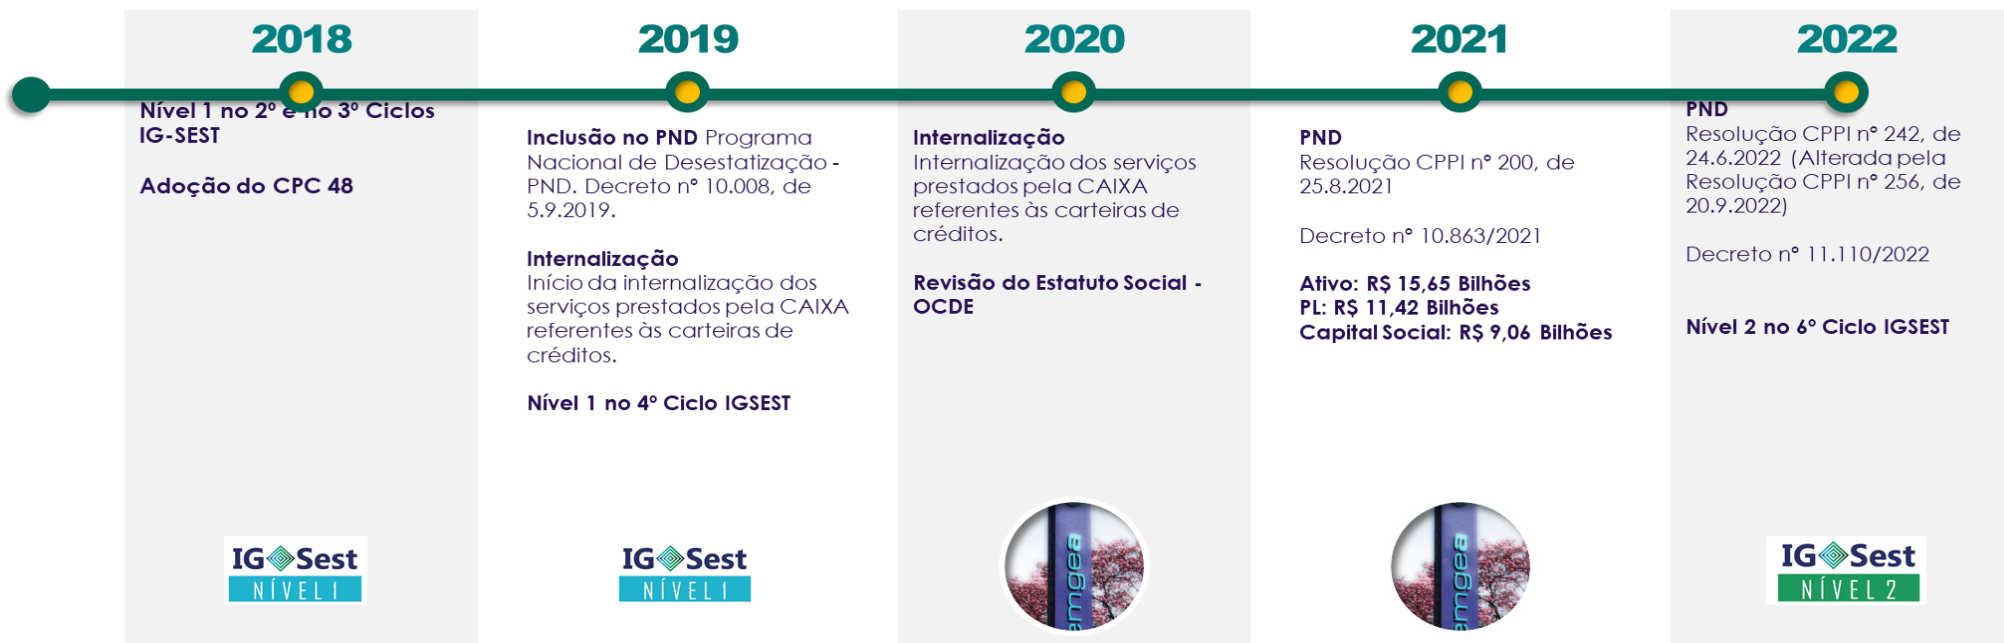 2018
Nível 1 no 2º e no 3º Ciclos
IG-SEST
Adoção do CPC 48
IG Sest
NÍVEL 1
2019
Inclusão no PND Programa
Nacional de Desestatização -
PND. Decreto nº 10.008, de
5.9.2019.
Internalização
Início da internalização dos
serviços prestados pela CAIXA
referentes às carteiras de
créditos.
Nível 1 no 4º Ciclo IGSEST
IG Sest
NÍVEL 1
2020
Internalização
Internalização dos serviços
prestados pela CAIXA
referentes às carteiras de
créditos.
Revisão do Estatuto Social -
OCDE
emgea
2021
PND
Resolução CPPI nº 200, de
25.8.2021
Decreto nº 10.863/2021
Ativo: R$ 15,65 Bilhões
PL: R$ 11,42 Bilhões
Capital Social: R$ 9,06 Bilhões
emgea
2022
PND
Resolução CPPI nº 242, de
24.6.2022 (Alterada pela
Resolução CPPI nº 256, de
20.9.2022)
Decreto nº 11.110/2022
Nível 2 no 6º Ciclo IGSEST
IG Sest
NÍVEL 2